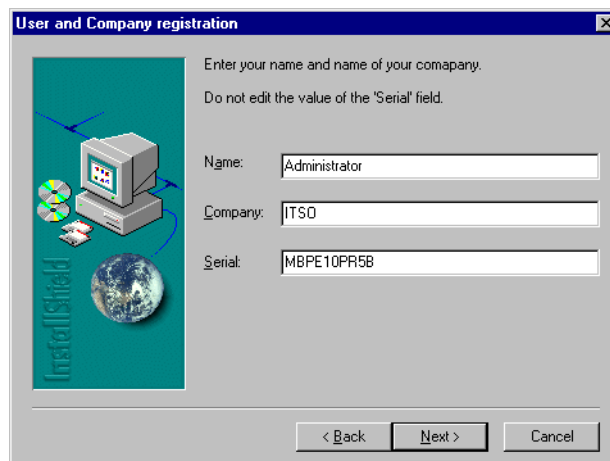 User and Company registration
Enter your name and name of your comapany.
Do not edit the value of the 'Serial' field.
Name: Administrator
Company: ITSO
Serial: MBPE10PR5B
InstallShield
< Back Next > Cancel